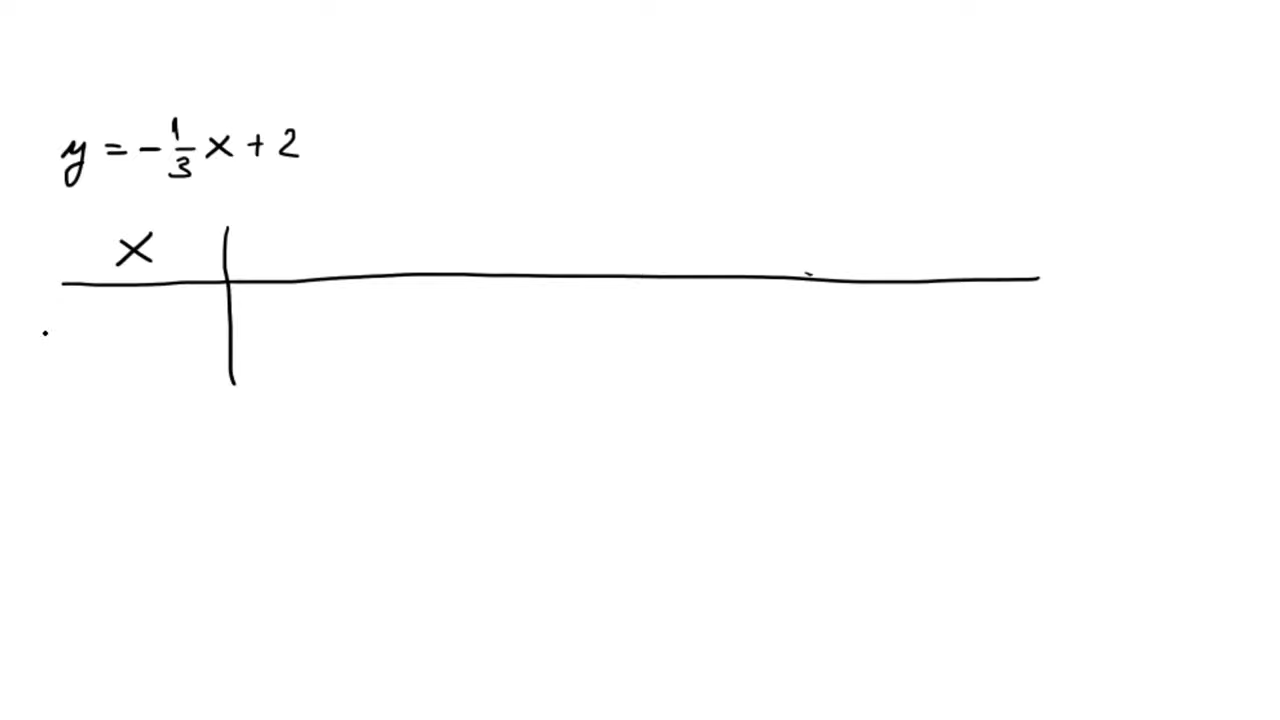 y = -1/3 x + 2
x